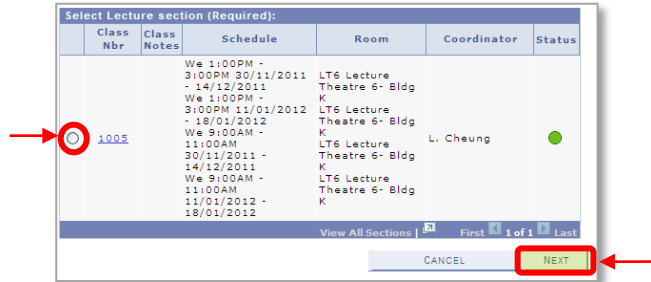 Select Lecture section (Required):
Class Nbr Class Notes Schedule Room Coordinator Status
1005
We 1:00PM -
3:00PM 30/11/2011
- 14/12/2011
We 1:00PM -
3:00PM 11/01/2012
- 18/01/2012
We 9:00AM -
11:00AM
30/11/2011 -
14/12/2011
We 9:00AM -
11:00AM
11/01/2012 -
18/01/2012
LT6 Lecture
Theatre 6- Bldg
K
LT6 Lecture
Theatre 6- Bldg
K
LT6 Lecture
Theatre 6- Bldg
K
LT6 Lecture
Theatre 6- Bldg
K
L. Cheung
View All Sections | First 1 of 1 Last
CANCEL NEXT